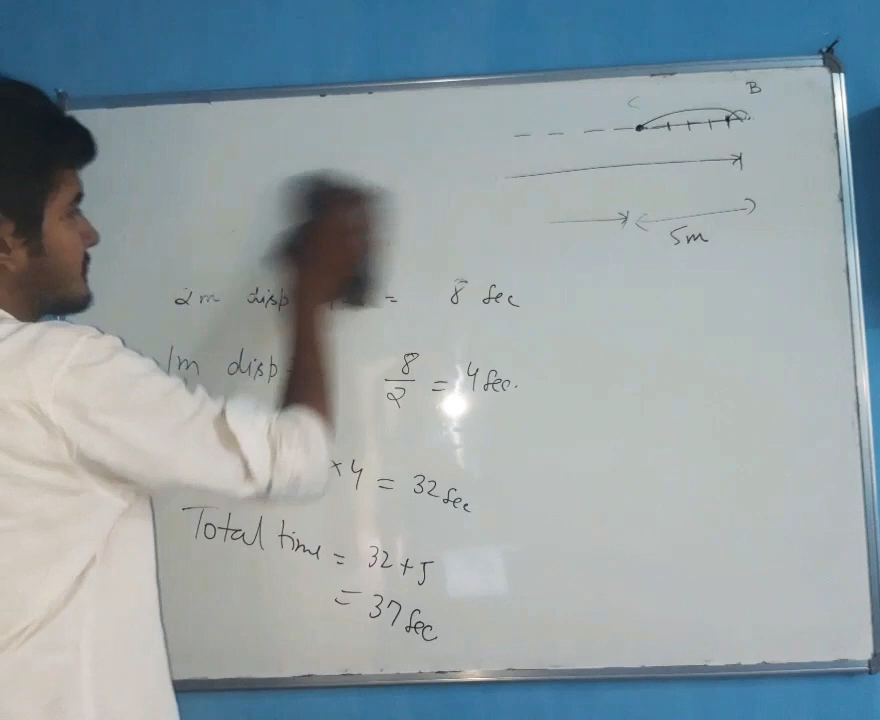 C B
5m
2m disp = 8 Sec
1m disp 8/2 = 4 Sec.
× 4 = 32 Sec
Total time = 32 + 5
= 37 Sec